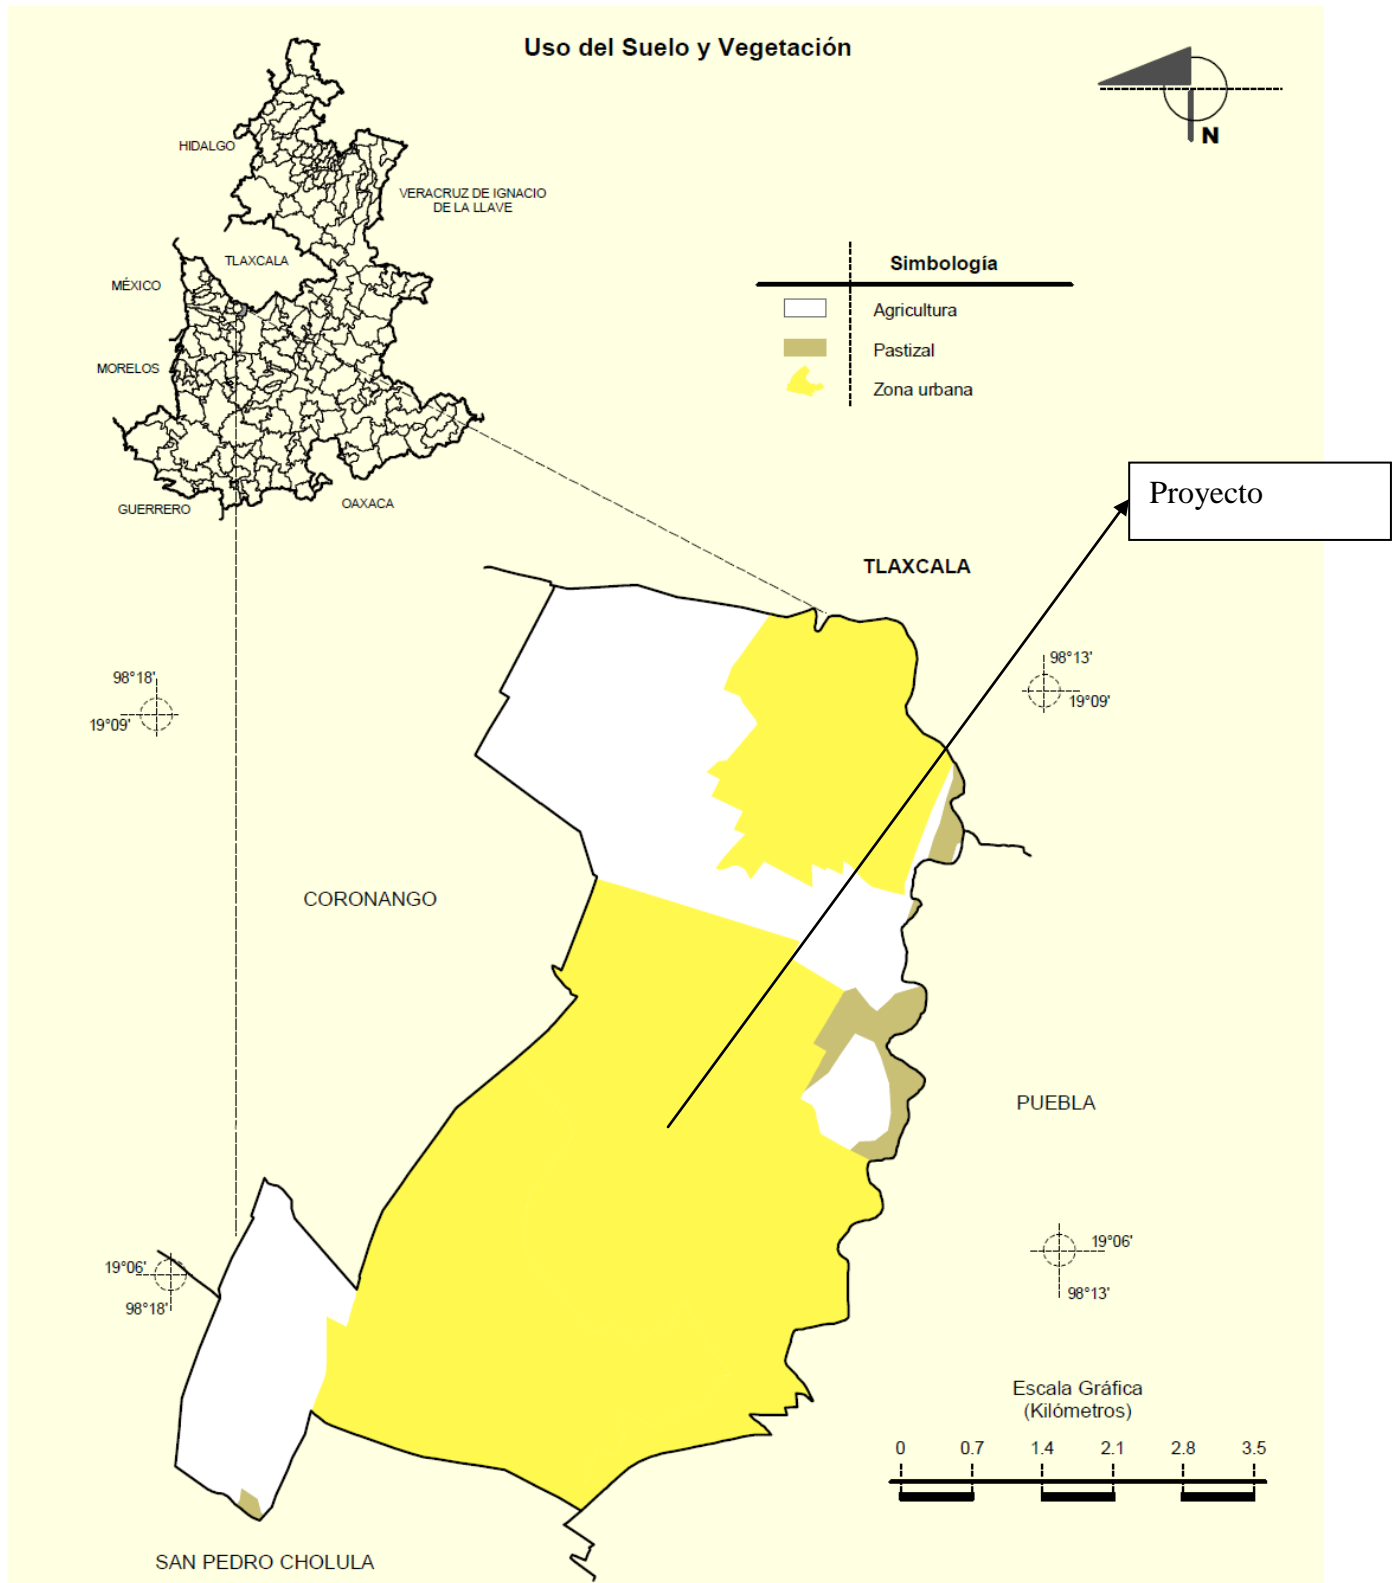 Uso del Suelo y Vegetación
N
HIDALGO
VERACRUZ DE IGNACIO
DE LA LLAVE
TLAXCALA
MÉXICO
MORELOS
GUERRERO
OAXACA
Simbología
Agricultura
Pastizal
Zona urbana
Proyecto
TLAXCALA
98°18'
19°09'
98°13'
19°09'
CORONANGO
PUEBLA
19°06'
98°18'
19°06'
98°13'
Escala Gráfica
(Kilómetros)
0 0.7 1.4 2.1 2.8 3.5
SAN PEDRO CHOLULA